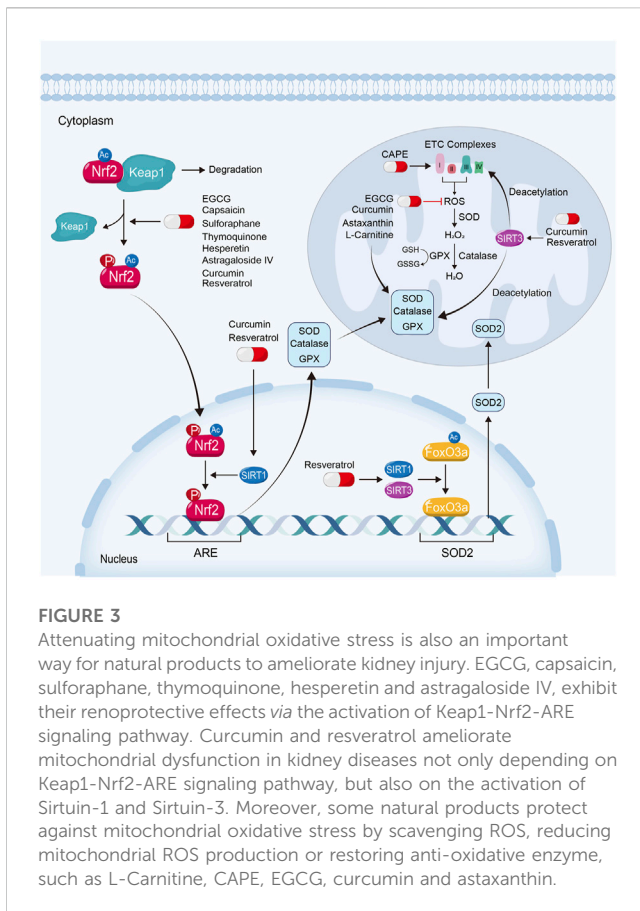 Cytoplasm
Ac
Nrf2
Keap1
Degradation
Keap1
EGCG
Capsaicin
Sulforaphane
Thymoquinone
Hesperetin
Astragaloside IV
Curcumin
Resveratrol
P
Ac
Nrf2
ETC Complexes
CAPE
I
II
III
IV
Deacetylation
EGCG
Curcumin
Astaxanthin
L-Carnitine
ROS
SOD
H₂O₂
GSH
GSSG
GPX
Catalase
H₂O
SIRT3
Curcumin
Resveratrol
Deacetylation
SOD
Catalase
GPX
SOD2
SOD2
Curcumin
Resveratrol
SOD
Catalase
GPX
P
Ac
Nrf2
SIRT1
P
Nrf2
Resveratrol
SIRT1
SIRT3
Ac
FoxO3a
FoxO3a
Nucleus
ARE
SOD2
FIGURE 3
Attenuating mitochondrial oxidative stress is also an important
way for natural products to ameliorate kidney injury. EGCG, capsaicin,
sulforaphane, thymoquinone, hesperetin and astragaloside IV, exhibit
their renoprotective effects via the activation of Keap1-Nrf2-ARE
signaling pathway. Curcumin and resveratrol ameliorate
mitochondrial dysfunction in kidney diseases not only depending on
Keap1-Nrf2-ARE signaling pathway, but also on the activation of
Sirtuin-1 and Sirtuin-3. Moreover, some natural products protect
against mitochondrial oxidative stress by scavenging ROS, reducing
mitochondrial ROS production or restoring anti-oxidative enzyme,
such as L-Carnitine, CAPE, EGCG, curcumin and astaxanthin.